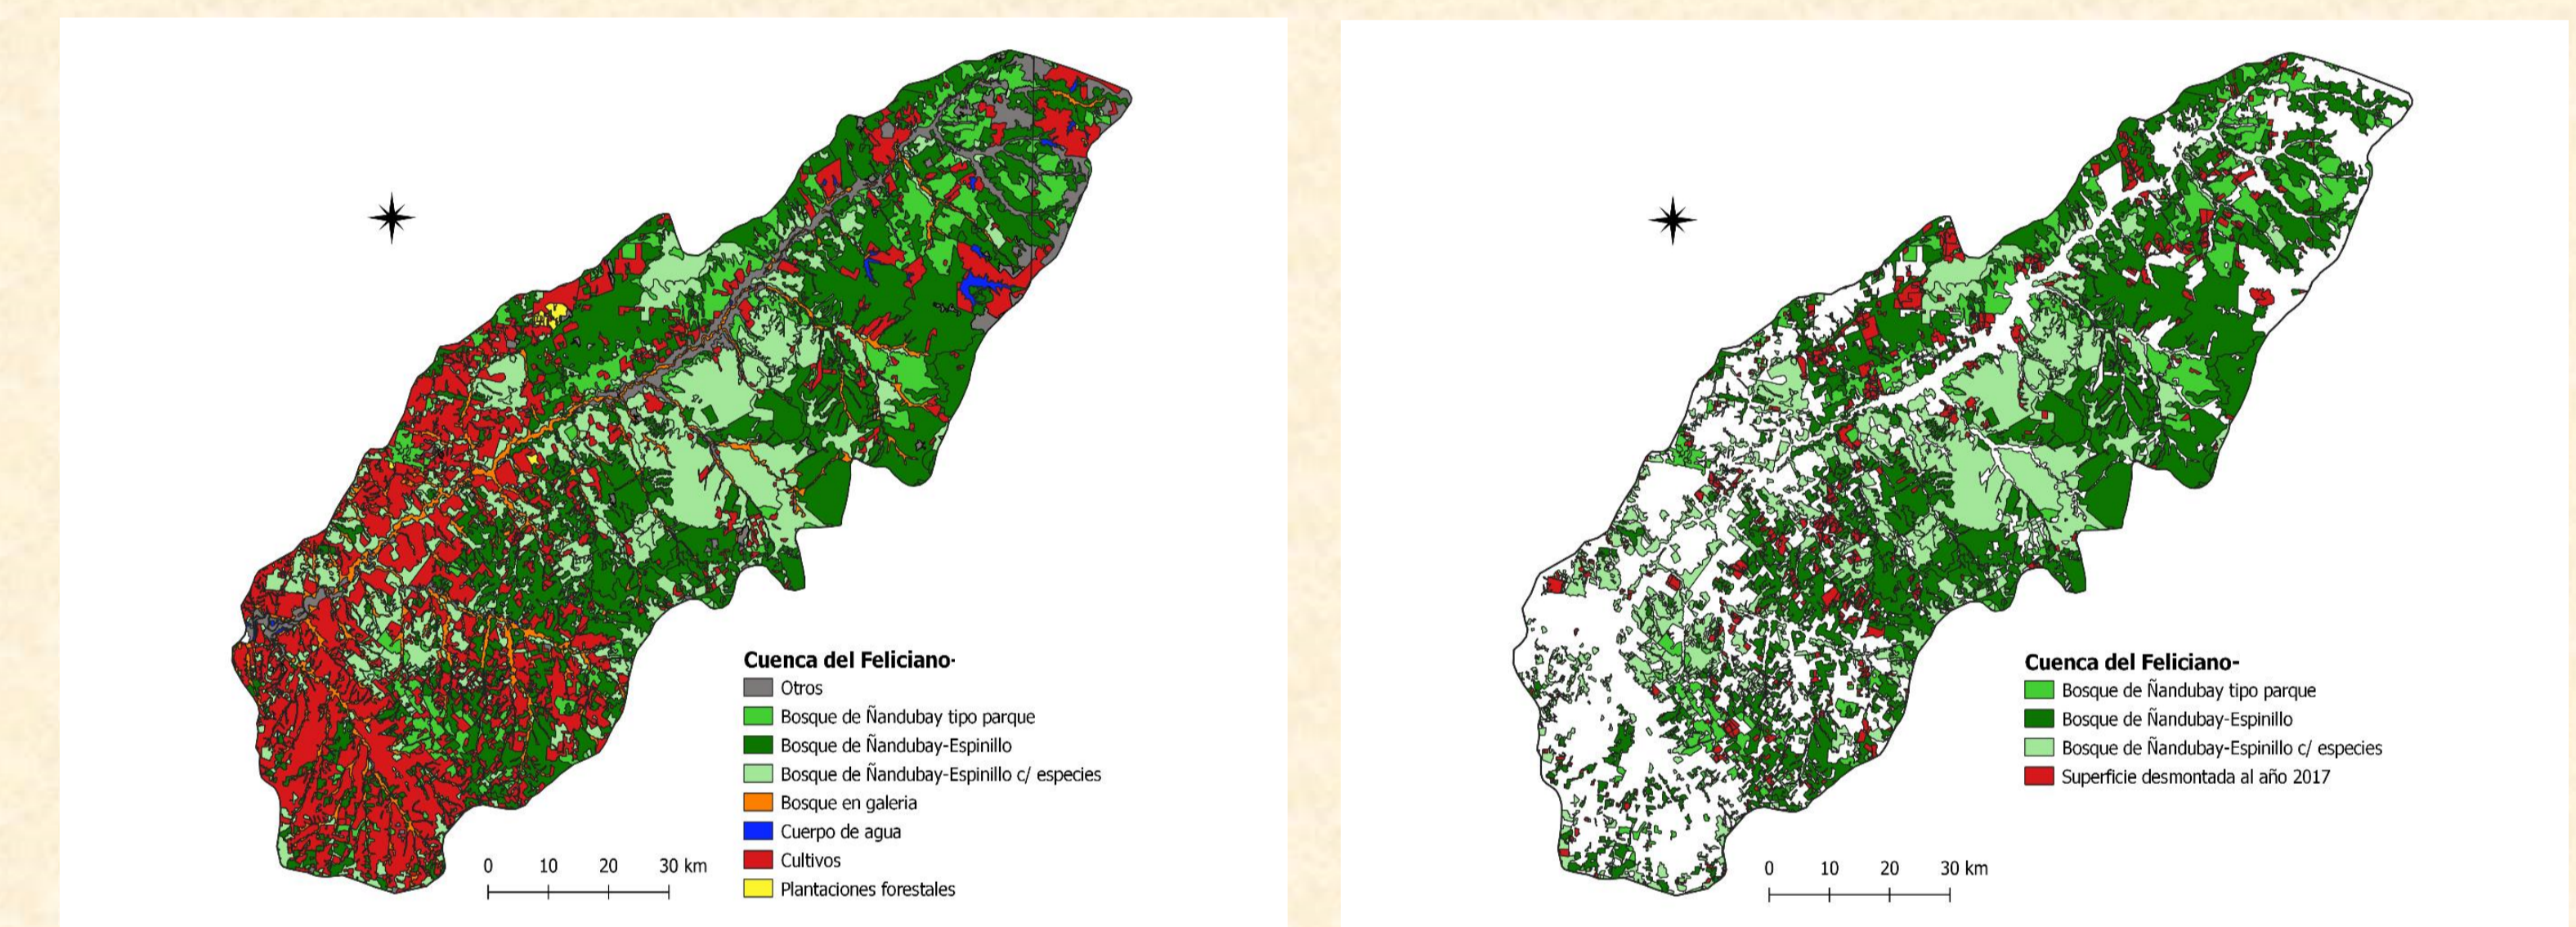 Cuenca del Feliciano-
Otros
Bosque de Ñandubay tipo parque
Bosque de Ñandubay-Espinillo
Bosque de Ñandubay-Espinillo c/ especies
Bosque en galeria
Cuerpo de agua
Cultivos
Plantaciones forestales
0 10 20 30 km
Cuenca del Feliciano-
Bosque de Ñandubay tipo parque
Bosque de Ñandubay-Espinillo
Bosque de Ñandubay-Espinillo c/ especies
Superficie desmontada al año 2017
0 10 20 30 km